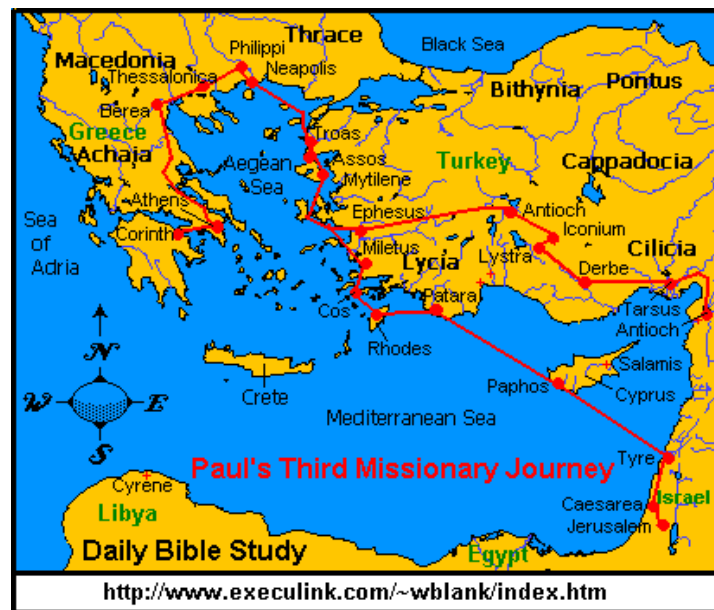 Thrace
Black Sea
Philippi
Macedonia
Neapolis
Thessalonica
Bithynia
Pontus
Berea
Greece
Troas
Achaia
Assos
Turkey
Cappadocia
Aegean
Sea
Mytilene
Athens
Ephesus
Antioch
Sea
of
Adria
Corinth
Iconium
Miletus
Lystra
Cilicia
Lycia
Derbe
Patara
Tarsus
Cos
Antioch
Rhodes
N
Salamis
Paphos
Cyprus
Crete
W
E
Mediterranean Sea
S
Tyre
Paul's Third Missionary Journey
Cyrene
Israel
Caesarea
Libya
Jerusalem
Daily Bible Study
Egypt
http://www.execulink.com/~wblank/index.htm